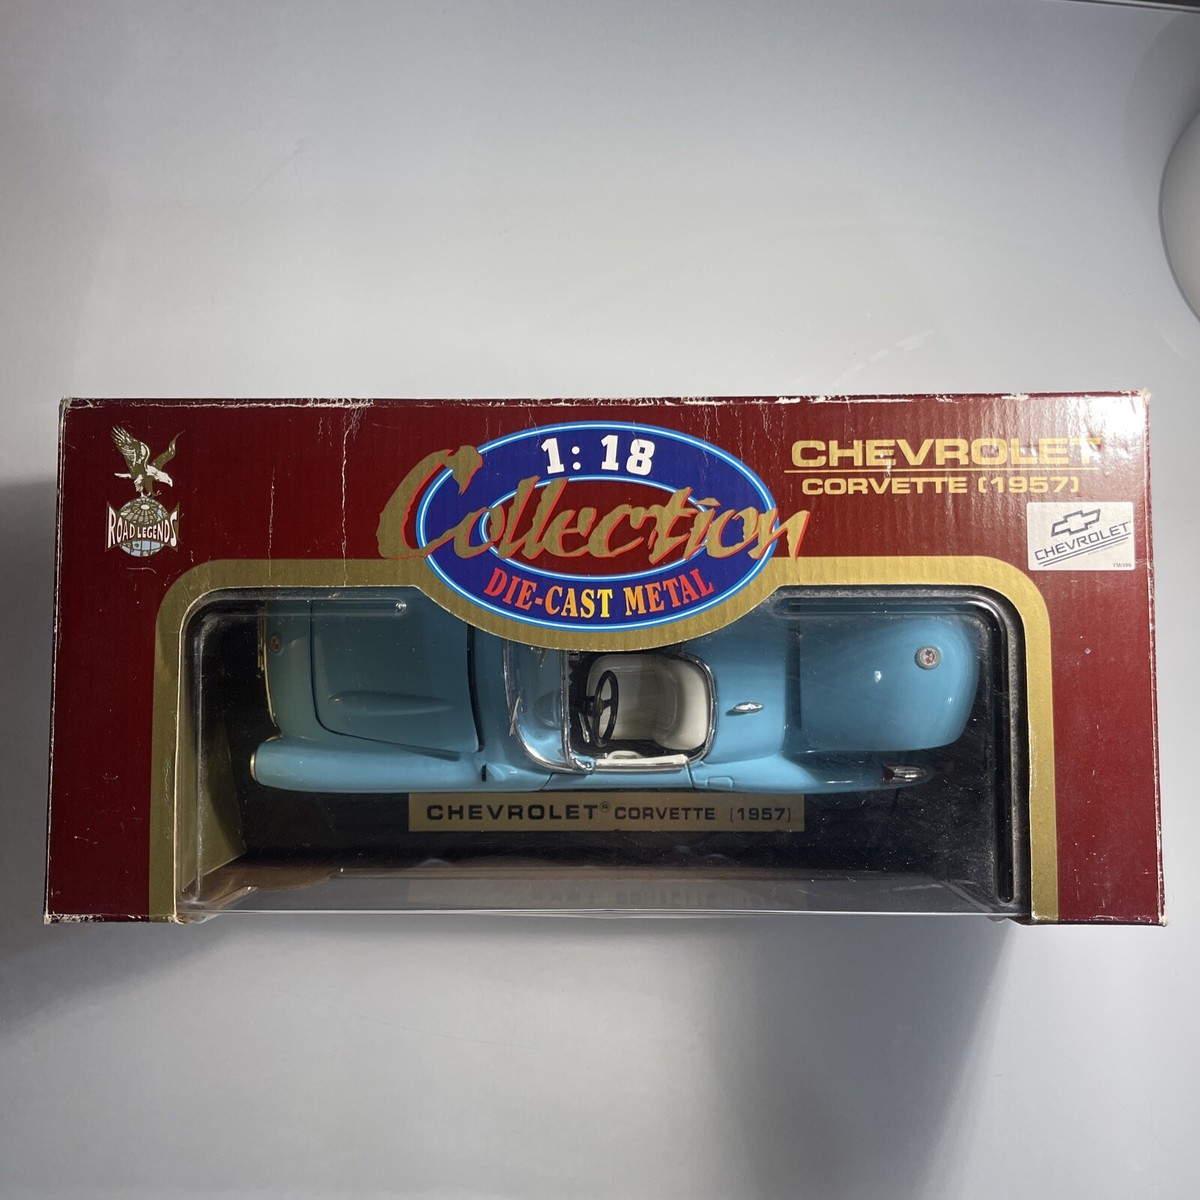 1:18
Collection
DIE-CAST METAL
CHEVROLET
CORVETTE (1957)
ROAD LEGENDS
CHEVROLET
CHEVROLET® CORVETTE (1957)